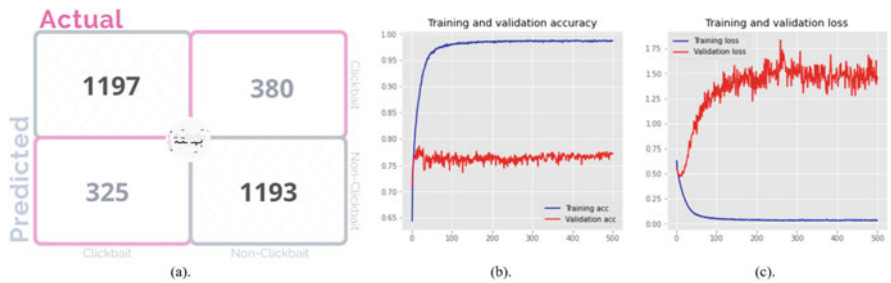 Actual
Predicted
1197
380
325
1193
Clickbait
Non-Clickbait
Clickbait
Non-Clickbait
(a).
Training and validation accuracy
1.00
0.95
0.90
0.85
0.80
0.75
0.70
0.65
Training acc
Validation acc
0
100
200
300
400
500
(b).
Training and validation loss
Training loss
Validation loss
1.75
1.50
1.25
1.00
0.75
0.50
0.25
0.00
0
100
200
300
400
500
(c).